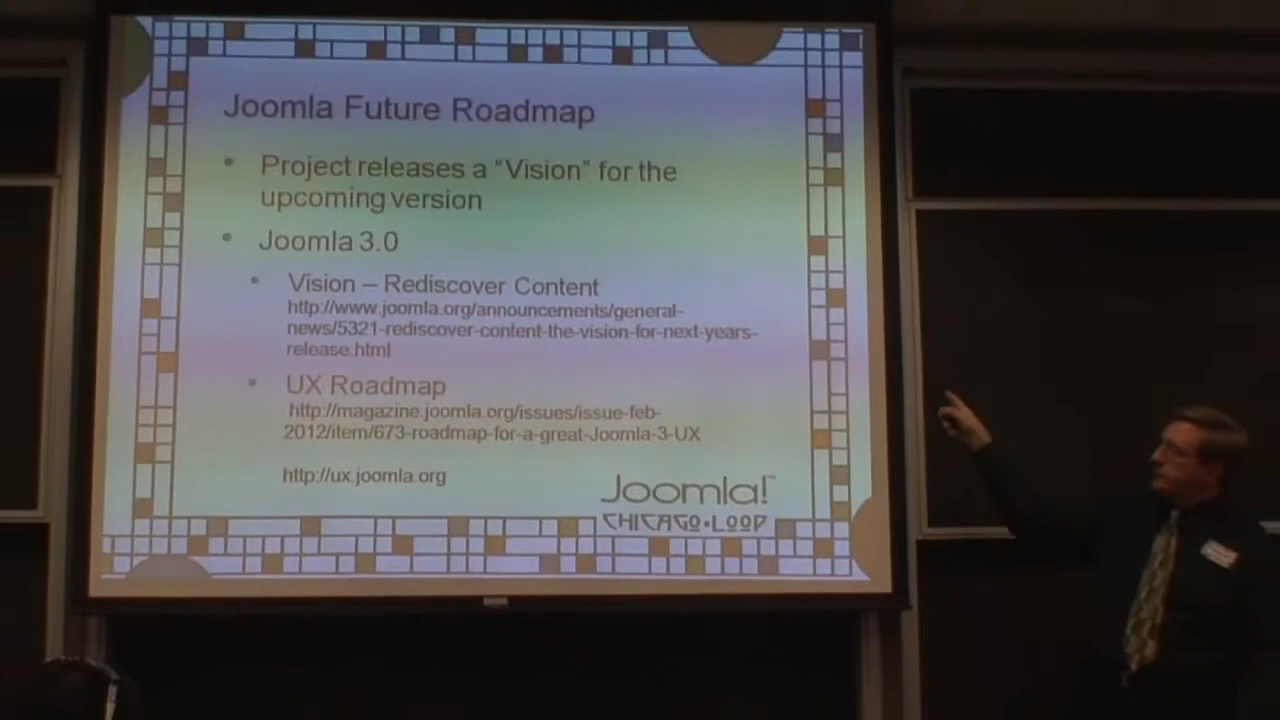 Joomla Future Roadmap
• Project releases a “Vision” for the
upcoming version
• Joomla 3.0
• Vision – Rediscover Content
http://www.joomla.org/announcements/general-
news/5321-rediscover-content-the-vision-for-next-years-
release.html
• UX Roadmap
http://magazine.joomla.org/issues/issue-feb-
2012/item/673-roadmap-for-a-great-Joomla-3-UX
http://ux.joomla.org
Joomla!™
CHICAGO•LOOP